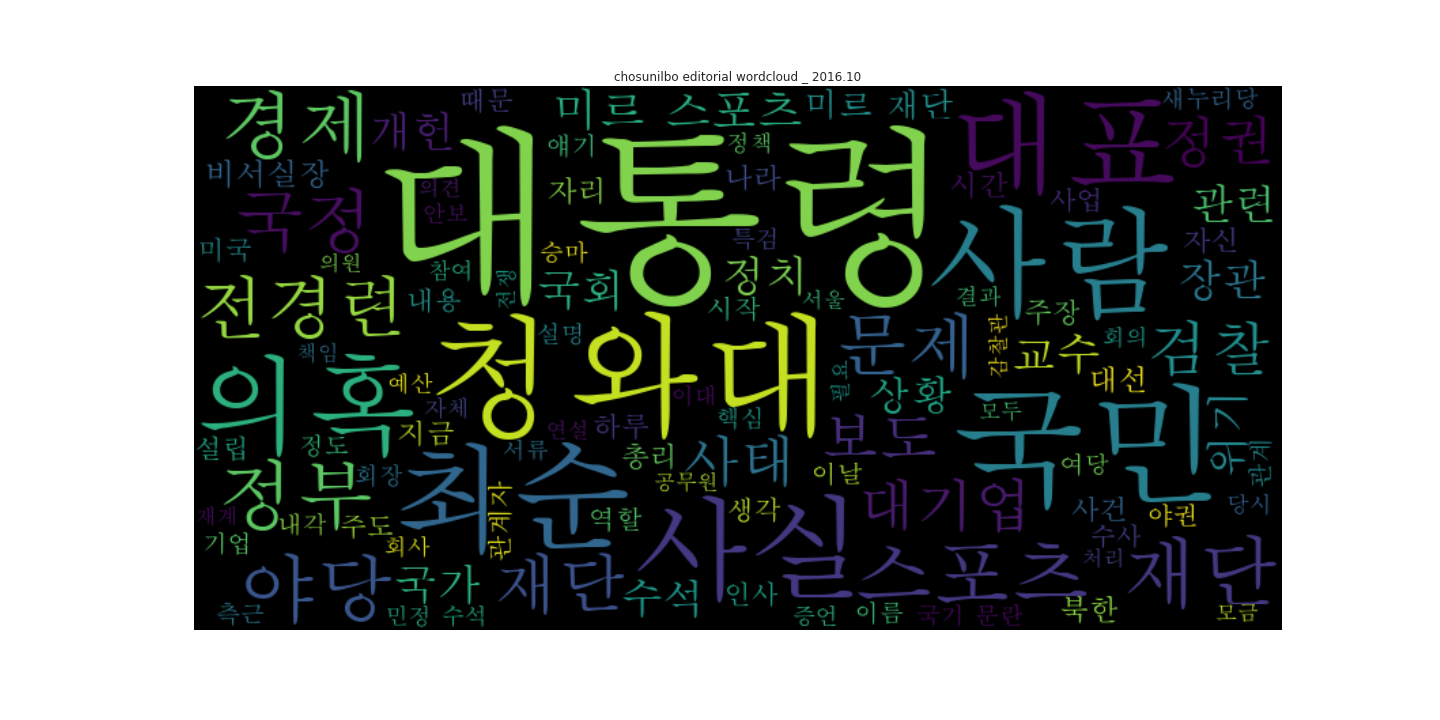 chosunilbo editorial wordcloud _ 2016.10
경제
개헌
때문
미르 스포츠
미르 재단
대표
새누리당
정권
대통령
얘기
정책
비서실장
의견
자리
나라
시간
사업
관련
국정
안보
특검
사람
자신
미국
의원
참여
전쟁
승마
국회
정치
장관
전경련
내용
시작
서울
결과
주장
청와대
설명
문제
감찰관
교수
회의
검찰
책임
의혹
예산
이대
필요
상황
대선
국민
자체
지금
연설
하루
핵심
모두
위기
설립
정도
최순
서류
총리
사태
보도
여당
관계
정부
회장
관계자
공무원
이날
재계
내각
주도
역할
사실
생각
대기업
사건
야권
당시
기업
회사
수사
야당
국가
재단
수석
인사
스포츠 재단
처리
측근
민정 수석
증언
이름
국기 문란
북한
모금